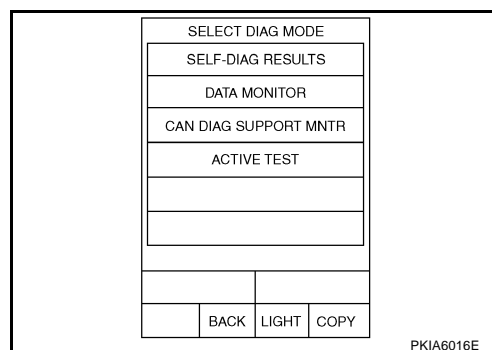 SELECT DIAG MODE
SELF-DIAG RESULTS
DATA MONITOR
CAN DIAG SUPPORT MNTR
ACTIVE TEST
BACK LIGHT COPY
PKIA6016E